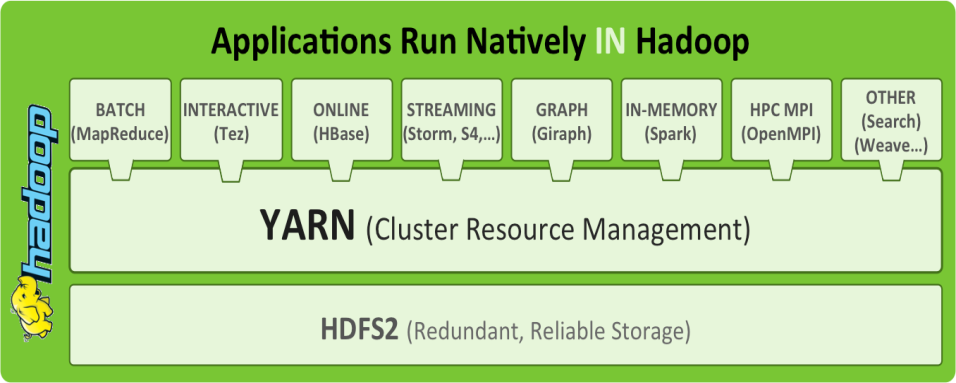 Applications Run Natively IN Hadoop
BATCH
(MapReduce)
INTERACTIVE
(Tez)
ONLINE
(HBase)
STREAMING
(Storm, S4,…)
GRAPH
(Giraph)
IN-MEMORY
(Spark)
HPC MPI
(OpenMPI)
OTHER
(Search)
(Weave…)
hadoop
YARN (Cluster Resource Management)
HDFS2 (Redundant, Reliable Storage)